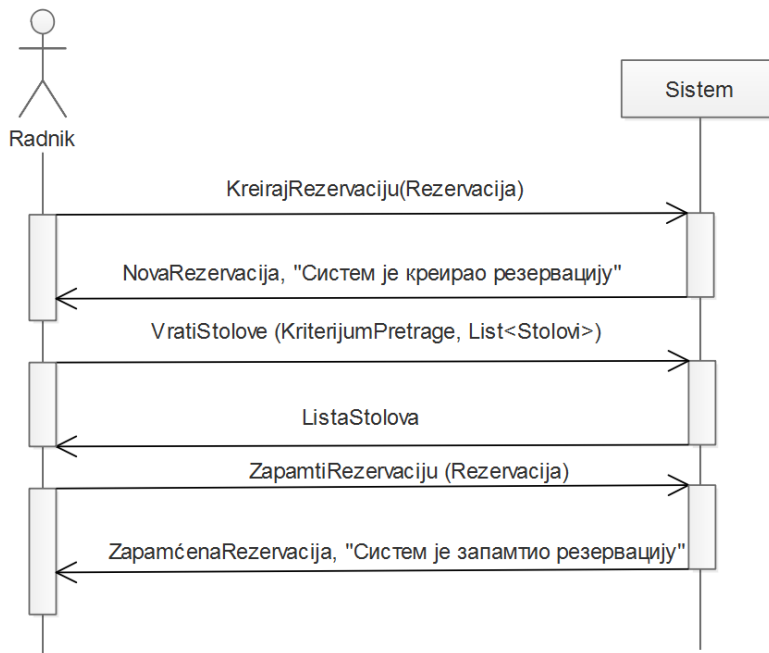 Radnik
Sistem
KreirajRezervaciju(Rezervacija)
NovaRezervacija, "Систем је креирао резервацију"
VratiStolove (KriterijumPretrage, List<Stolovi>)
ListaStolova
ZapamtiRezervaciju (Rezervacija)
ZapamćenaRezervacija, "Систем је запамтио резервацију"